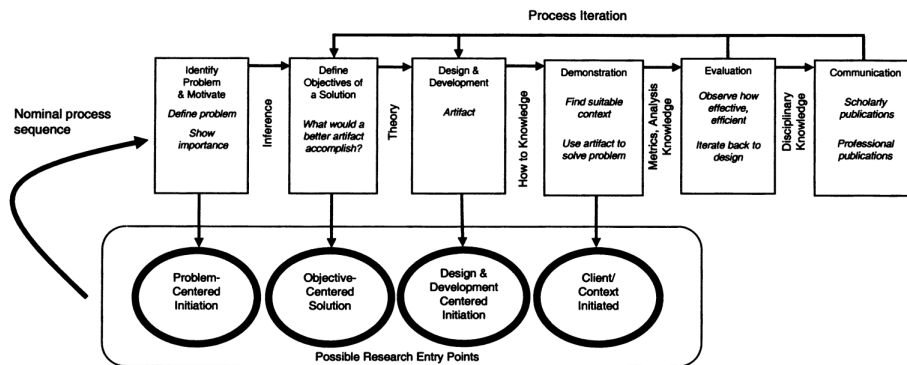 Process Iteration
Nominal process
sequence
Identify
Problem
& Motivate
Define problem
Show
importance
Inference
Define
Objectives of
a Solution
What would a
better artifact
accomplish?
Theory
Design &
Development
Artifact
How to Knowledge
Demonstration
Find suitable
context
Use artifact to
solve problem
Metrics, Analysis
Knowledge
Evaluation
Observe how
effective,
efficient
Iterate back to
design
Disciplinary
Knowledge
Communication
Scholarly
publications
Professional
publications
Problem-
Centered
Initiation
Objective-
Centered
Solution
Design &
Development
Centered
Initiation
Client/
Context
Initiated
Possible Research Entry Points